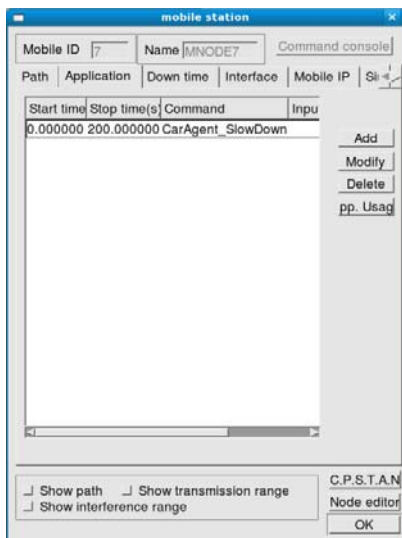 mobile station
Mobile ID 7 Name MNODE7 Command console
Path Application Down time Interface Mobile IP
Start time Stop time(s) Command Inpu
0.000000 200.000000 CarAgent_SlowDown
Add
Modify
Delete
pp. Usag
C.P.S.T.A.N
Show path Show transmission range
Node editor
Show interference range
OK